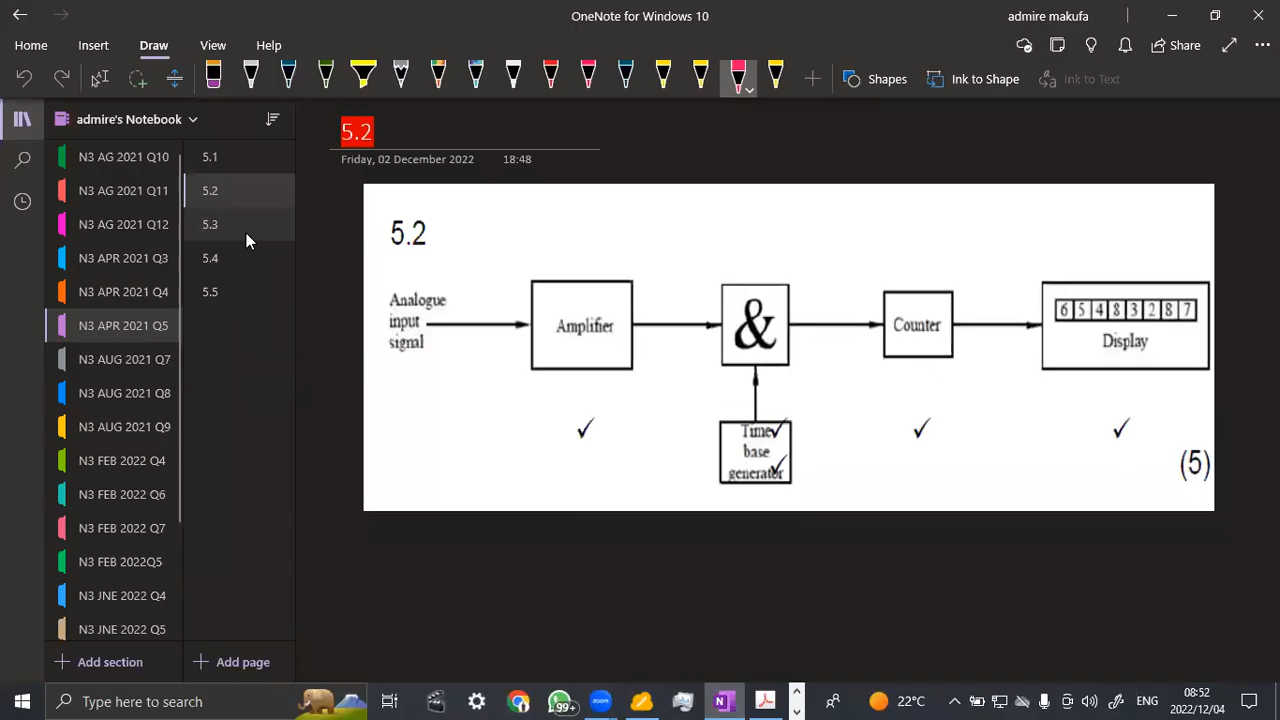 OneNote for Windows 10
admire makufa
Home
Insert
Draw
View
Help
Share
Shapes
Ink to Shape
Ink to Text
admire's Notebook
N3 AG 2021 Q10
N3 AG 2021 Q11
N3 AG 2021 Q12
N3 APR 2021 Q3
N3 APR 2021 Q4
N3 APR 2021 Q5
N3 AUG 2021 Q7
N3 AUG 2021 Q8
N3 AUG 2021 Q9
N3 FEB 2022 Q4
N3 FEB 2022 Q6
N3 FEB 2022 Q7
N3 FEB 2022Q5
N3 JNE 2022 Q4
N3 JNE 2022 Q5
Add section
5.1
5.2
5.3
5.4
5.5
Add page
5.2
Friday, 02 December 2022 18:48
5.2
Analogue
input
signal
Amplifier
&
Time
base
generator
Counter
6 5 4 8 3 2 8 7
Display
(5)
Type here to search
99+
22°C
ENG
08:52
2022/12/04